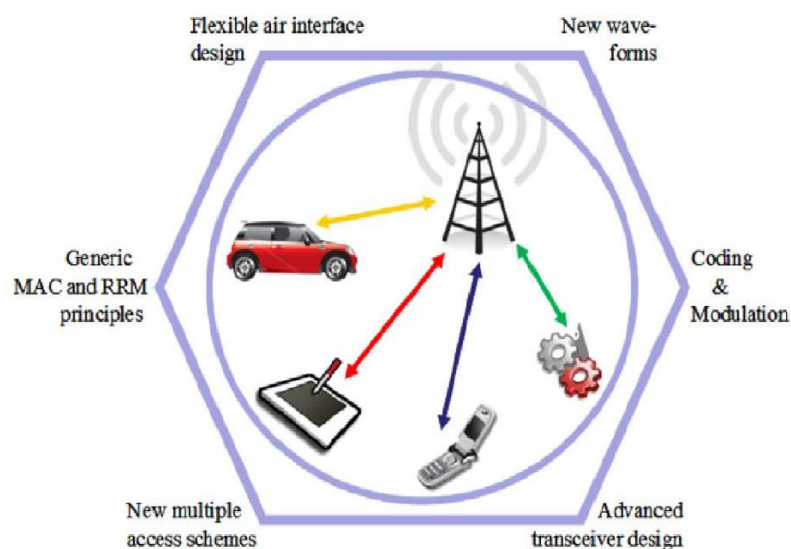 Flexible air interface
design
New wave-
forms
Generic
MAC and RRM
principles
Coding
&
Modulation
New multiple
access schemes
Advanced
transceiver design